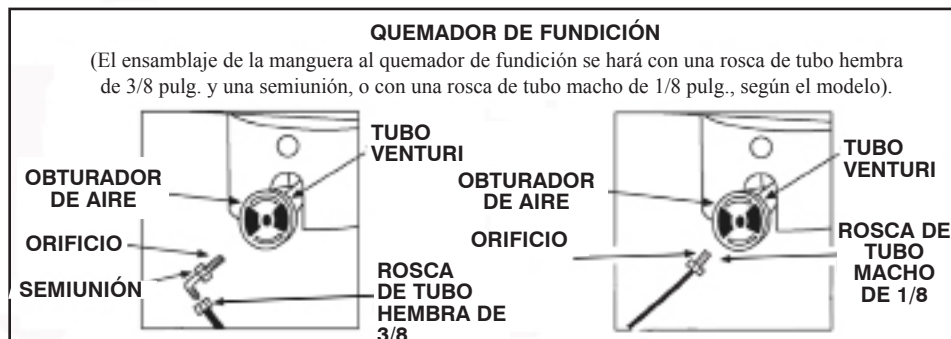 QUEMADOR DE FUNDICIÓN
(El ensamblaje de la manguera al quemador de fundición se hará con una rosca de tubo hembra
de 3/8 pulg. y una semiunión, o con una rosca de tubo macho de 1/8 pulg., según el modelo).
TUBO
VENTURI
OBTURADOR
DE AIRE
ORIFICIO
SEMIUNIÓN
ROSCA
DE TUBO
HEMBRA DE
3/8
TUBO
VENTURI
OBTURADOR
DE AIRE
ORIFICIO
ROSCA DE
TUBO
MACHO
DE 1/8